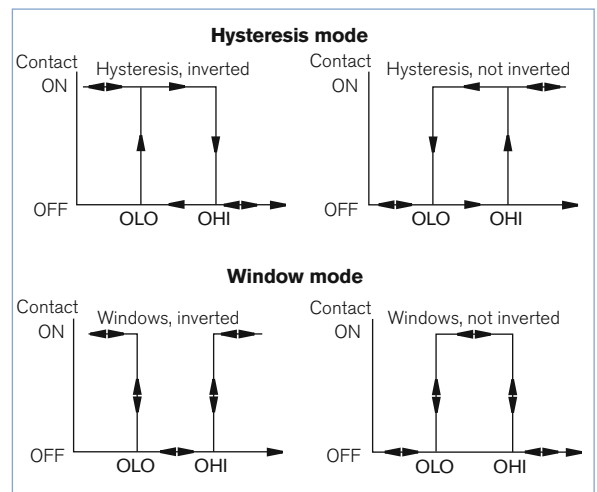 Hysteresis mode
Contact
Hysteresis, inverted
ON
OFF
OLO
OHI
Contact
Hysteresis, not inverted
ON
OFF
OLO
OHI
Window mode
Contact
Windows, inverted
ON
OFF
OLO
OHI
Contact
Windows, not inverted
ON
OFF
OLO
OHI